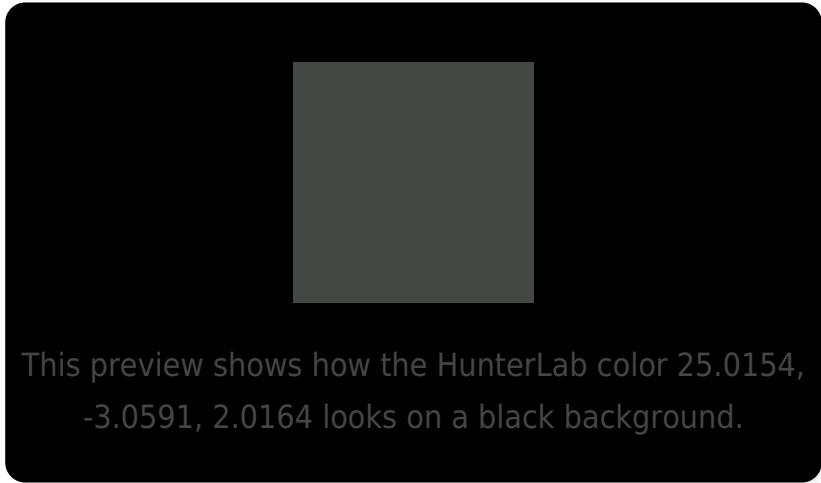 This preview shows how the HunterLab color 25.0154,
-3.0591, 2.0164 looks on a black background.